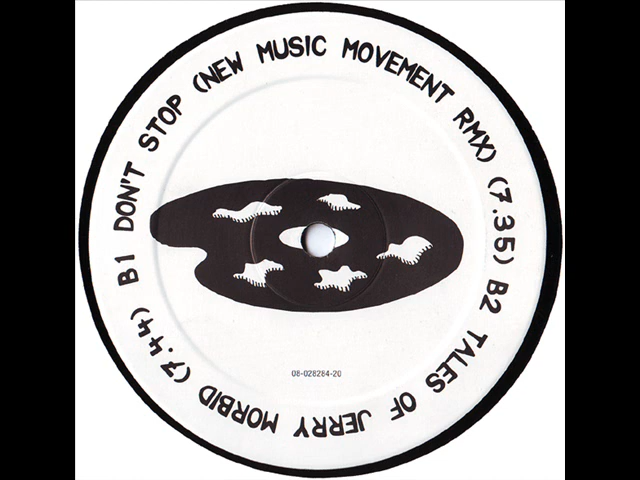 B1 DON'T STOP (NEW MUSIC MOVEMENT RMX) (7.35) B2 TALES OF JERRY MORBID (7.44)
08-028284-20